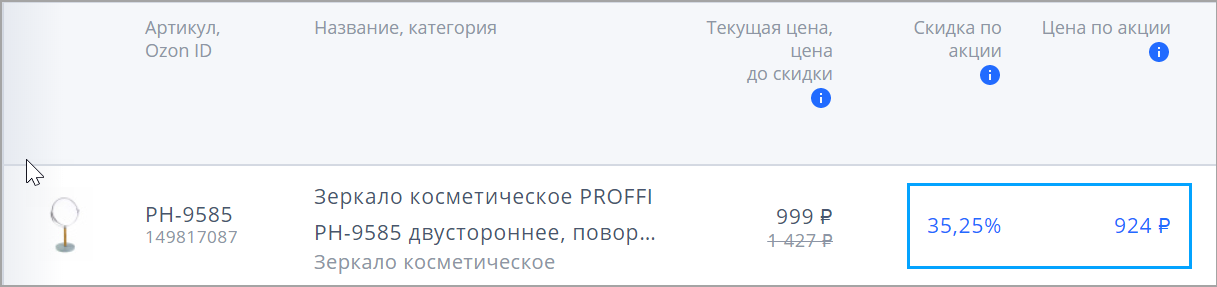 Артикул,
Ozon ID
Название, категория
Текущая цена,
цена
до скидки
Скидка по
акции
Цена по акции
PH-9585
149817087
Зеркало косметическое PROFFI
PH-9585 двустороннее, повор...
Зеркало косметическое
999 ₽
1 427 ₽
35,25%
924 ₽